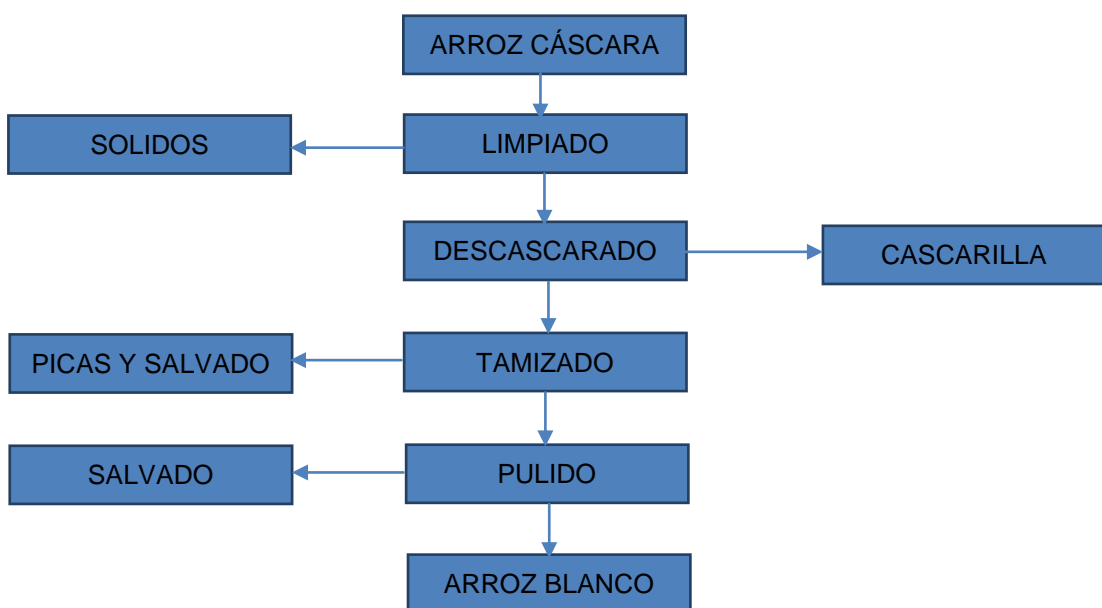 ARROZ CÁSCARA
SOLIDOS
LIMPIADO
DESCASCARADO
CASCARILLA
PICAS Y SALVADO
TAMIZADO
SALVADO
PULIDO
ARROZ BLANCO